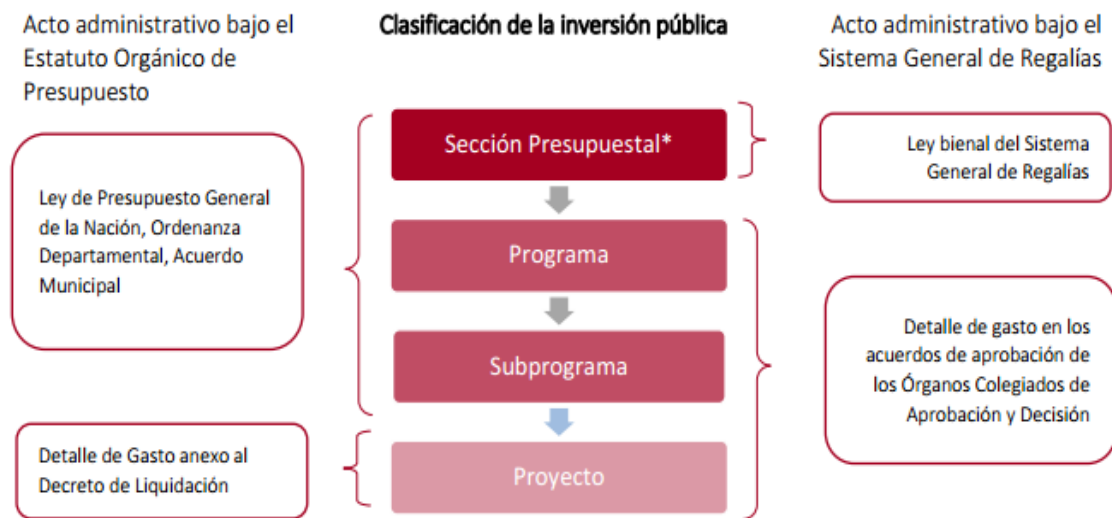 Acto administrativo bajo el
Estatuto Orgánico de
Presupuesto
Clasificación de la inversión pública
Acto administrativo bajo el
Sistema General de Regalías
Sección Presupuestal*
Ley bienal del Sistema
General de Regalías
Ley de Presupuesto General
de la Nación, Ordenanza
Departamental, Acuerdo
Municipal
Programa
Subprograma
Detalle de gasto en los
acuerdos de aprobación de
los Órganos Colegiados de
Aprobación y Decisión
Detalle de Gasto anexo al
Decreto de Liquidación
Proyecto